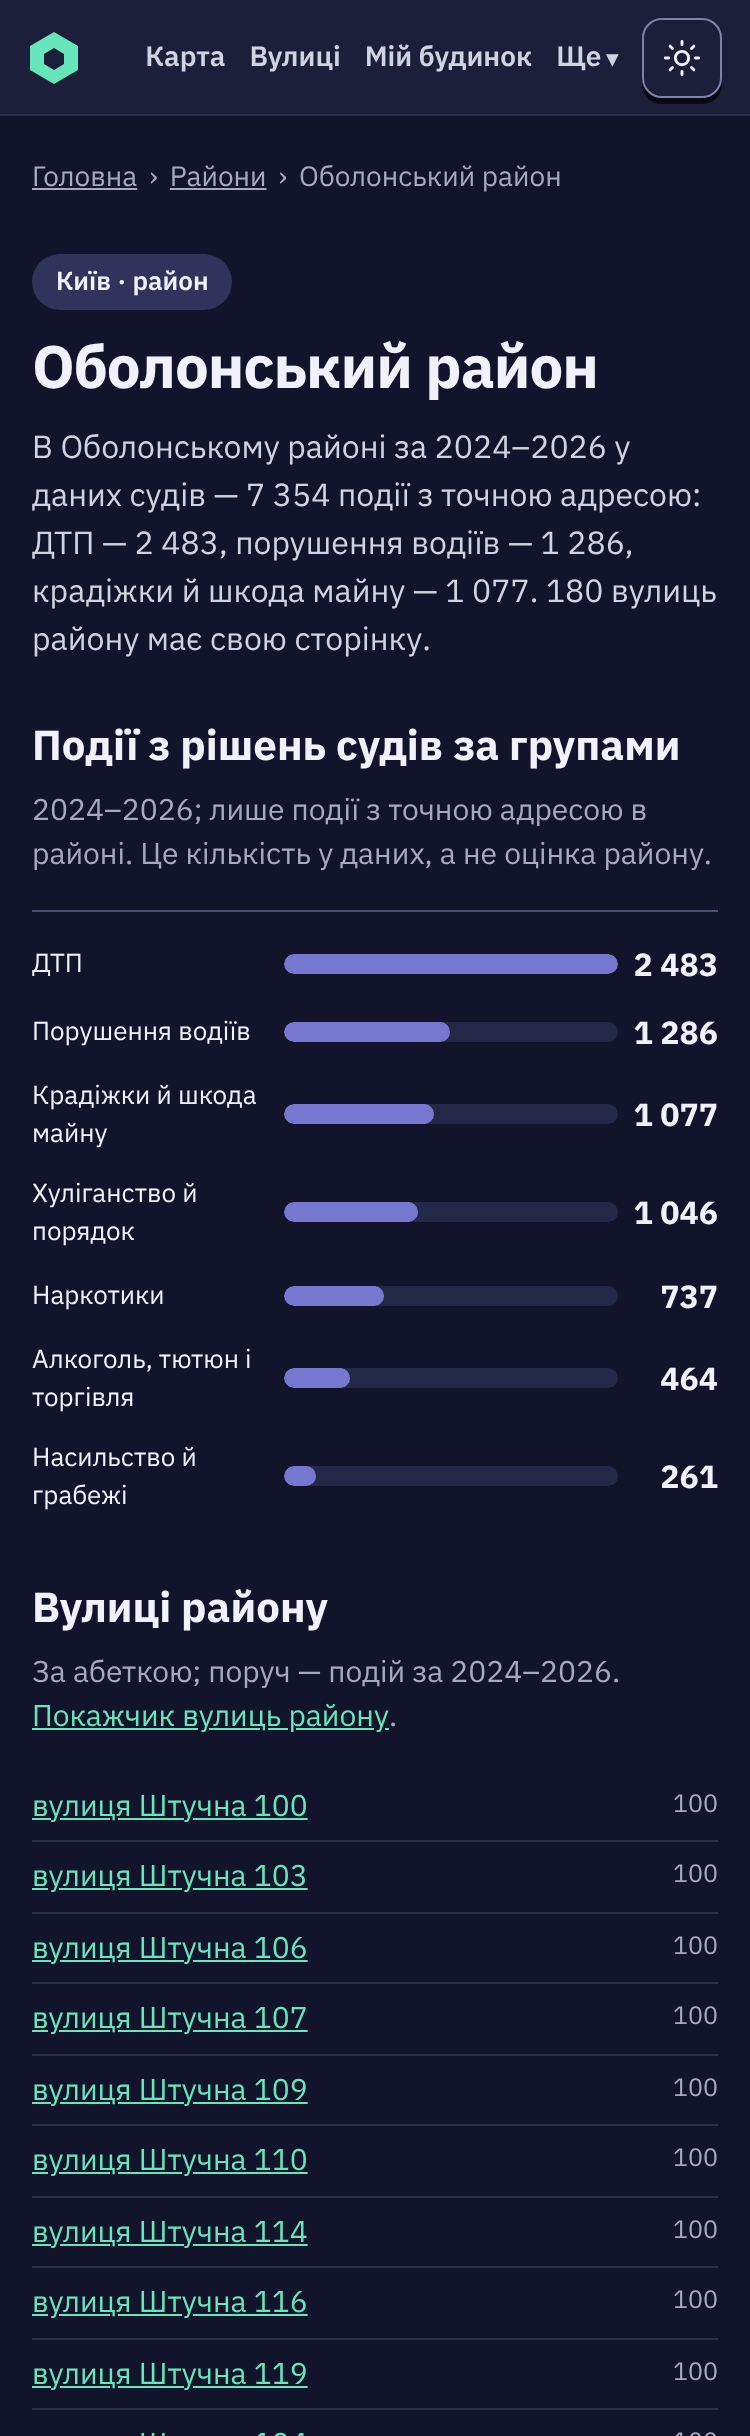 Карта Вулиці Мій будинок Ще ▾
Головна › Райони › Оболонський район
Київ · район
Оболонський район
В Оболонському районі за 2024–2026 у
даних судів — 7 354 події з точною адресою:
ДТП — 2 483, порушення водіїв — 1 286,
крадіжки й шкода майну — 1 077. 180 вулиць
району має свою сторінку.
Події з рішень судів за групами
2024–2026; лише події з точною адресою в
районі. Це кількість у даних, а не оцінка району.
ДТП 2 483
Порушення водіїв 1 286
Крадіжки й шкода
майну 1 077
Хуліганство й
порядок 1 046
Наркотики 737
Алкоголь, тютюн і
торгівля 464
Насильство й
грабежі 261
Вулиці району
За абеткою; поруч — подій за 2024–2026.
Покажчик вулиць району.
вулиця Штучна 100 100
вулиця Штучна 103 100
вулиця Штучна 106 100
вулиця Штучна 107 100
вулиця Штучна 109 100
вулиця Штучна 110 100
вулиця Штучна 114 100
вулиця Штучна 116 100
вулиця Штучна 119 100